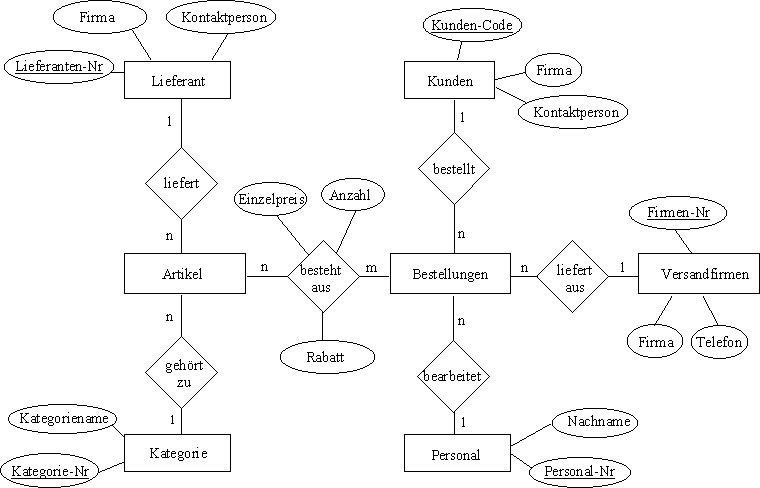 Firma
Kontaktperson
Kunden-Code
Lieferanten-Nr
Lieferant
Kunden
Firma
Kontaktperson
1
1
liefert
bestellt
Einzelpreis
Anzahl
Firmen-Nr
n
n
Artikel
n
besteht
aus
m
Bestellungen
n
liefert
aus
1
Versandfirmen
n
n
Rabatt
Firma
Telefon
gehört
zu
bearbeitet
1
1
Kategoriename
Nachname
Kategorie
Personal
Kategorie-Nr
Personal-Nr